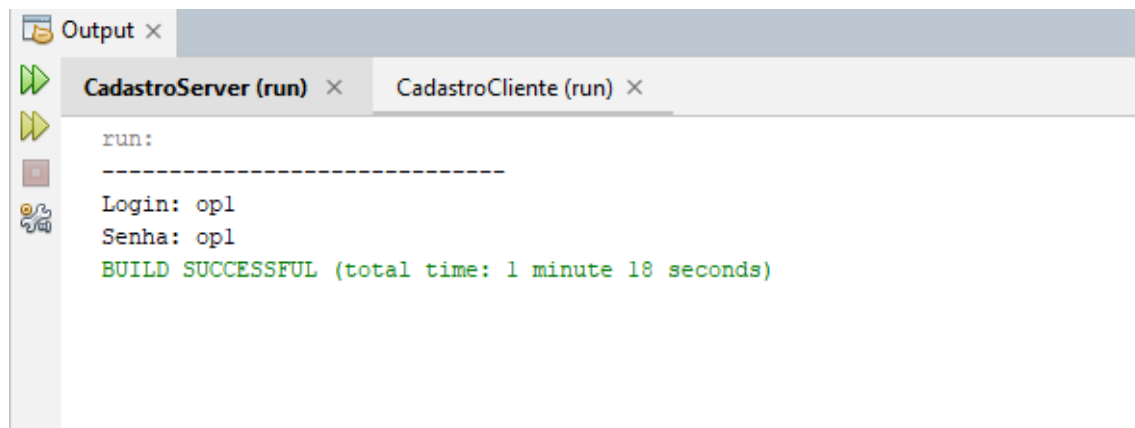 Output
CadastroServer (run) CadastroCliente (run)
run:
------------------------------
Login: op1
Senha: op1
BUILD SUCCESSFUL (total time: 1 minute 18 seconds)